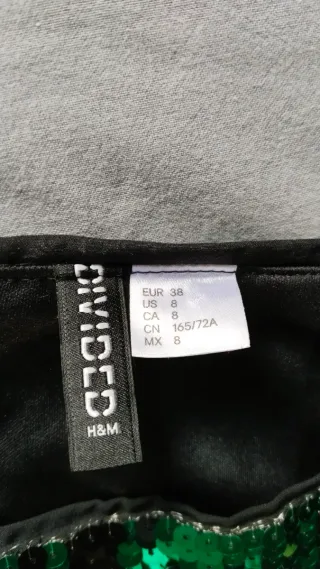 DIVIDED
H&M
EUR 38
US 8
CA 8
CN 165/72A
MX 8